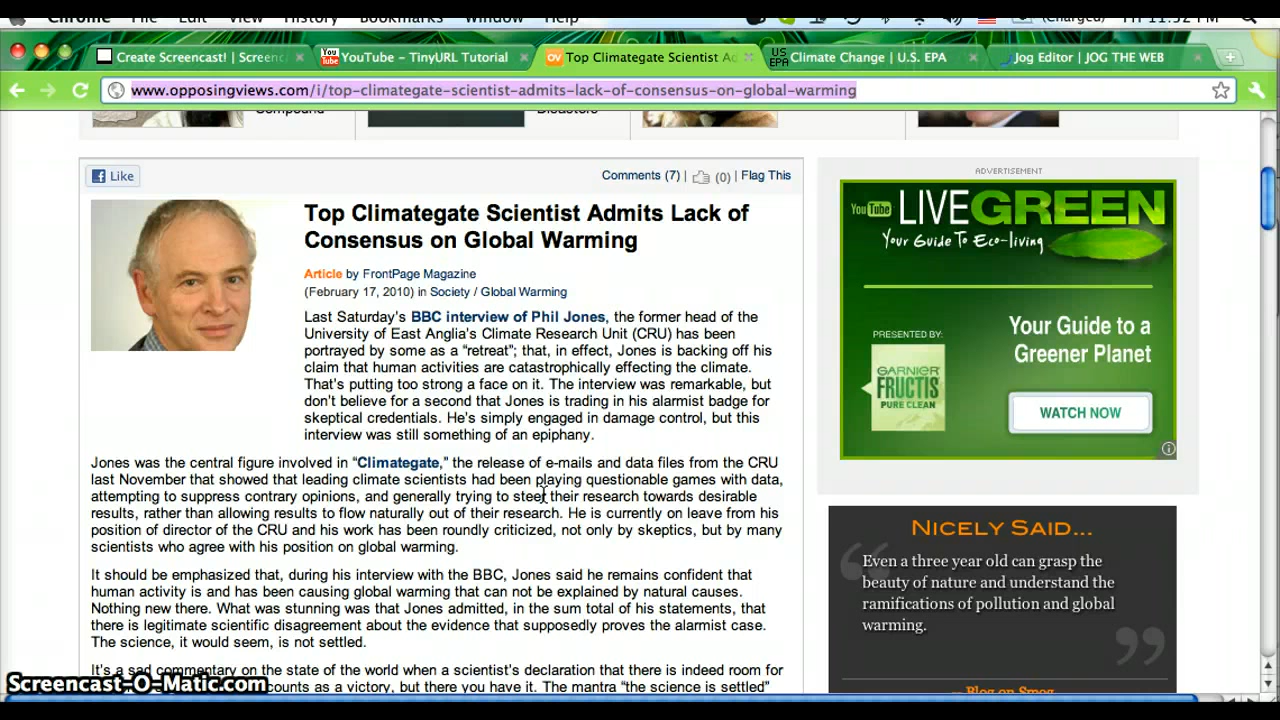 Chrome File Edit View History Bookmarks Window Help (Charged) Fri 11:52 PM
Create Screencast! | Screenc
You Tube YouTube - TinyURL Tutorial
OV Top Climategate Scientist Ad
US EPA Climate Change | U.S. EPA
Jog Editor | JOG THE WEB
www.opposingviews.com/i/top-climategate-scientist-admits-lack-of-consensus-on-global-warming
Compound
Disasters
Like
Comments (7) | (0) | Flag This
Top Climategate Scientist Admits Lack of
Consensus on Global Warming
Article by FrontPage Magazine
(February 17, 2010) in Society / Global Warming
Last Saturday's BBC interview of Phil Jones, the former head of the
University of East Anglia's Climate Research Unit (CRU) has been
portrayed by some as a “retreat”; that, in effect, Jones is backing off his
claim that human activities are catastrophically effecting the climate.
That's putting too strong a face on it. The interview was remarkable, but
don't believe for a second that Jones is trading in his alarmist badge for
skeptical credentials. He's simply engaged in damage control, but this
interview was still something of an epiphany.
Jones was the central figure involved in “Climategate,” the release of e-mails and data files from the CRU
last November that showed that leading climate scientists had been playing questionable games with data,
attempting to suppress contrary opinions, and generally trying to steer their research towards desirable
results, rather than allowing results to flow naturally out of their research. He is currently on leave from his
position of director of the CRU and his work has been roundly criticized, not only by skeptics, but by many
scientists who agree with his position on global warming.
It should be emphasized that, during his interview with the BBC, Jones said he remains confident that
human activity is and has been causing global warming that can not be explained by natural causes.
Nothing new there. What was stunning was that Jones admitted, in the sum total of his statements, that
there is legitimate scientific disagreement about the evidence that supposedly proves the alarmist case.
The science, it would seem, is not settled.
It's a sad commentary on the state of the world when a scientist's declaration that there is indeed room for
counts as a victory, but there you have it. The mantra “the science is settled”
Screencast-O-Matic.com
ADVERTISEMENT
You Tube LIVEGREEN
Your Guide To Eco-living
PRESENTED BY:
GARNIER
FRUCTIS
PURE CLEAN
Your Guide to a
Greener Planet
WATCH NOW
NICELY SAID...
“
Even a three year old can grasp the
beauty of nature and understand the
ramifications of pollution and global
warming.
”
-- Blog on Smog